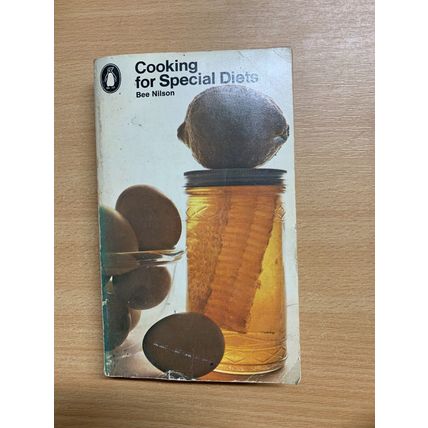 Cooking
for Special Diets
Bee Nilson